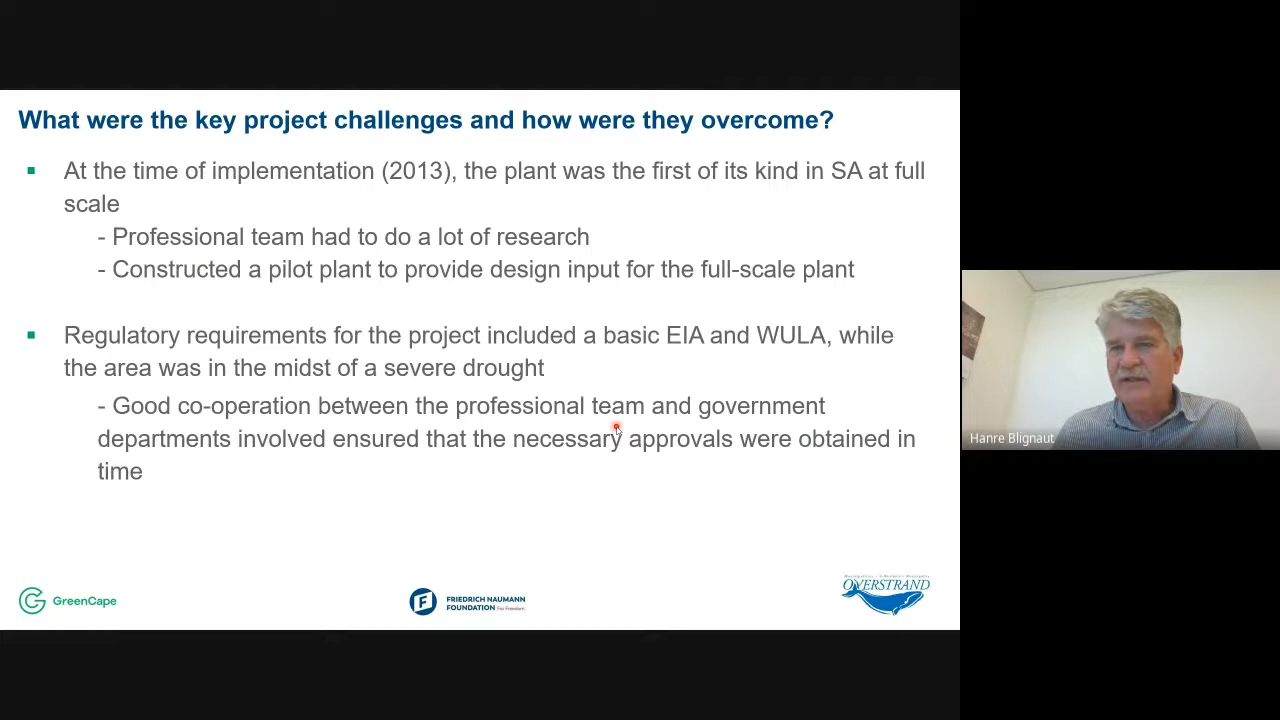 What were the key project challenges and how were they overcome?
▪ At the time of implementation (2013), the plant was the first of its kind in SA at full
scale
- Professional team had to do a lot of research
- Constructed a pilot plant to provide design input for the full-scale plant
▪ Regulatory requirements for the project included a basic EIA and WULA, while
the area was in the midst of a severe drought
- Good co-operation between the professional team and government
departments involved ensured that the necessary approvals were obtained in
time
Hanre Blignaut
GreenCape
FRIEDRICH NAUMANN
FOUNDATION For Freedom.
OVERSTRAND